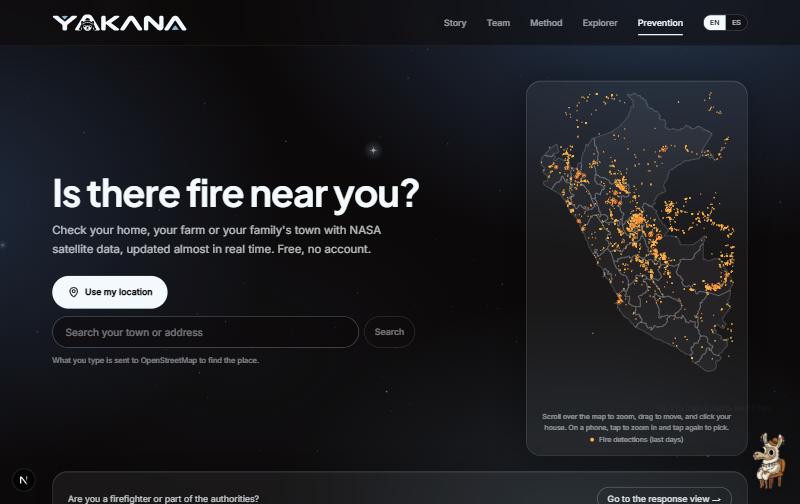 YAKANA
Story
Team
Method
Explorer
Prevention
EN
ES
Is there fire near you?
Check your home, your farm or your family's town with NASA
satellite data, updated almost in real time. Free, no account.
Use my location
Search your town or address
Search
What you type is sent to OpenStreetMap to find the place.
Scroll over the map to zoom, drag to move, and click your
house. On a phone, tap to zoom in and tap again to pick.
Fire detections (last days)
N
Are you a firefighter or part of the authorities?
Go to the response view →